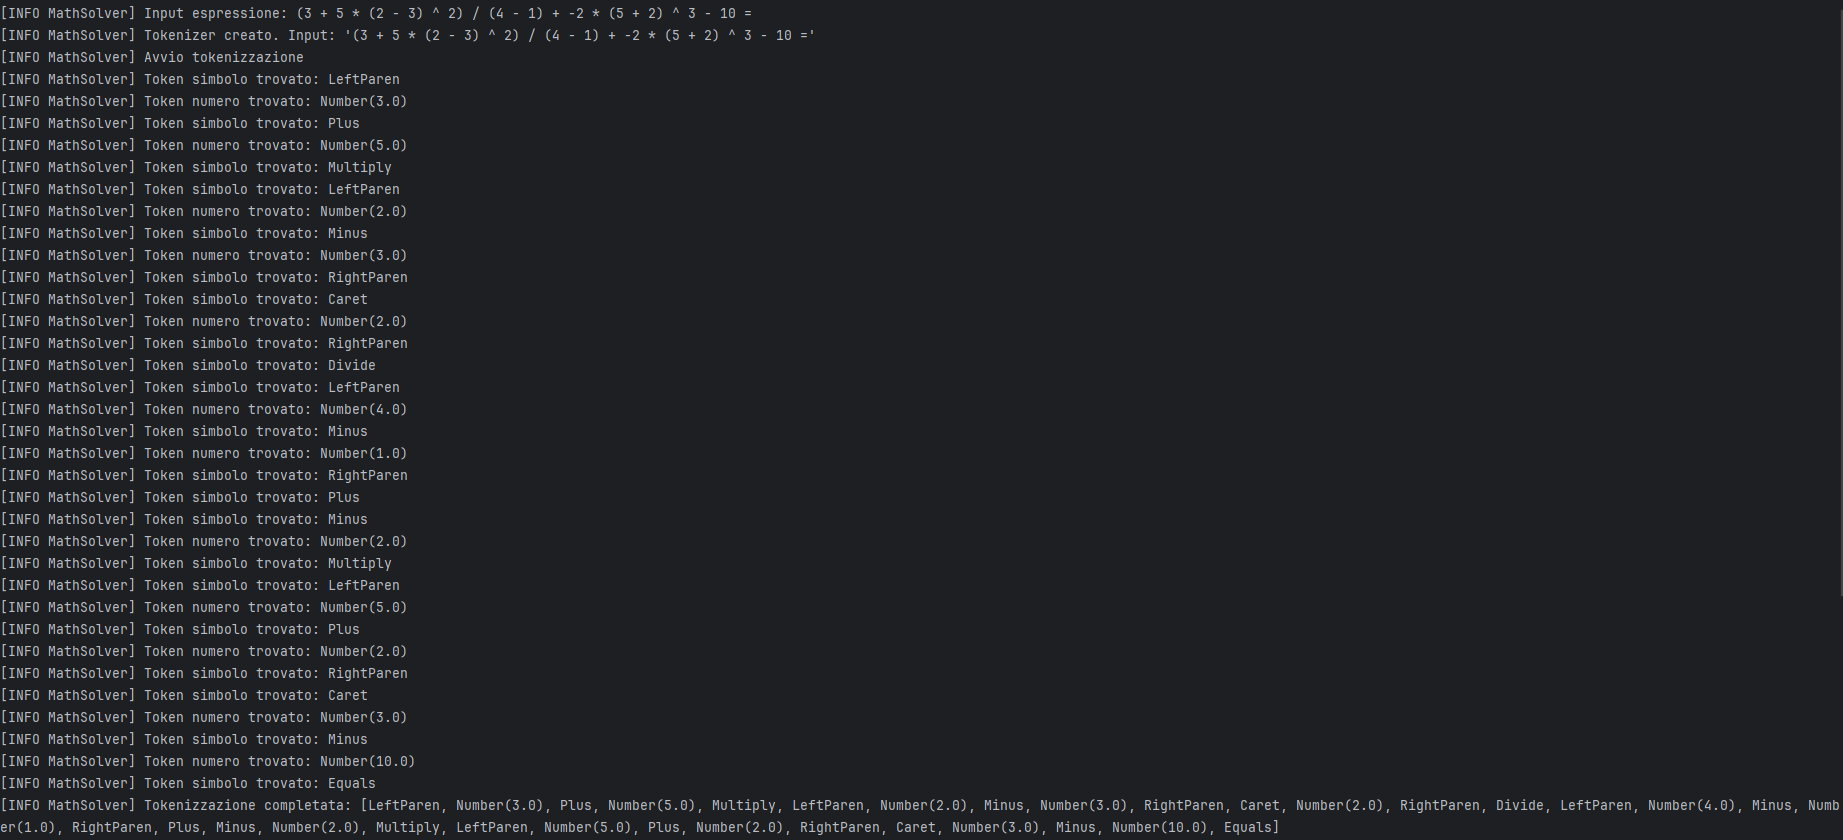 [INFO MathSolver] Input espressione: (3 + 5 * (2 - 3) ^ 2) / (4 - 1) + -2 * (5 + 2) ^ 3 - 10 =
[INFO MathSolver] Tokenizer creato. Input: '(3 + 5 * (2 - 3) ^ 2) / (4 - 1) + -2 * (5 + 2) ^ 3 - 10 ='
[INFO MathSolver] Avvio tokenizzazione
[INFO MathSolver] Token simbolo trovato: LeftParen
[INFO MathSolver] Token numero trovato: Number(3.0)
[INFO MathSolver] Token simbolo trovato: Plus
[INFO MathSolver] Token numero trovato: Number(5.0)
[INFO MathSolver] Token simbolo trovato: Multiply
[INFO MathSolver] Token simbolo trovato: LeftParen
[INFO MathSolver] Token numero trovato: Number(2.0)
[INFO MathSolver] Token simbolo trovato: Minus
[INFO MathSolver] Token numero trovato: Number(3.0)
[INFO MathSolver] Token simbolo trovato: RightParen
[INFO MathSolver] Token simbolo trovato: Caret
[INFO MathSolver] Token numero trovato: Number(2.0)
[INFO MathSolver] Token simbolo trovato: RightParen
[INFO MathSolver] Token simbolo trovato: Divide
[INFO MathSolver] Token simbolo trovato: LeftParen
[INFO MathSolver] Token numero trovato: Number(4.0)
[INFO MathSolver] Token simbolo trovato: Minus
[INFO MathSolver] Token numero trovato: Number(1.0)
[INFO MathSolver] Token simbolo trovato: RightParen
[INFO MathSolver] Token simbolo trovato: Plus
[INFO MathSolver] Token simbolo trovato: Minus
[INFO MathSolver] Token numero trovato: Number(2.0)
[INFO MathSolver] Token simbolo trovato: Multiply
[INFO MathSolver] Token simbolo trovato: LeftParen
[INFO MathSolver] Token numero trovato: Number(5.0)
[INFO MathSolver] Token simbolo trovato: Plus
[INFO MathSolver] Token numero trovato: Number(2.0)
[INFO MathSolver] Token simbolo trovato: RightParen
[INFO MathSolver] Token simbolo trovato: Caret
[INFO MathSolver] Token numero trovato: Number(3.0)
[INFO MathSolver] Token simbolo trovato: Minus
[INFO MathSolver] Token numero trovato: Number(10.0)
[INFO MathSolver] Token simbolo trovato: Equals
[INFO MathSolver] Tokenizzazione completata: [LeftParen, Number(3.0), Plus, Number(5.0), Multiply, LeftParen, Number(2.0), Minus, Number(3.0), RightParen, Caret, Number(2.0), RightParen, Divide, LeftParen, Number(4.0), Minus, Numb
er(1.0), RightParen, Plus, Minus, Number(2.0), Multiply, LeftParen, Number(5.0), Plus, Number(2.0), RightParen, Caret, Number(3.0), Minus, Number(10.0), Equals]